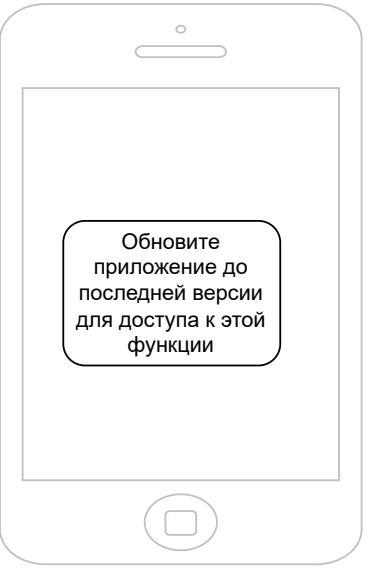 Обновите
приложение до
последней версии
для доступа к этой
функции